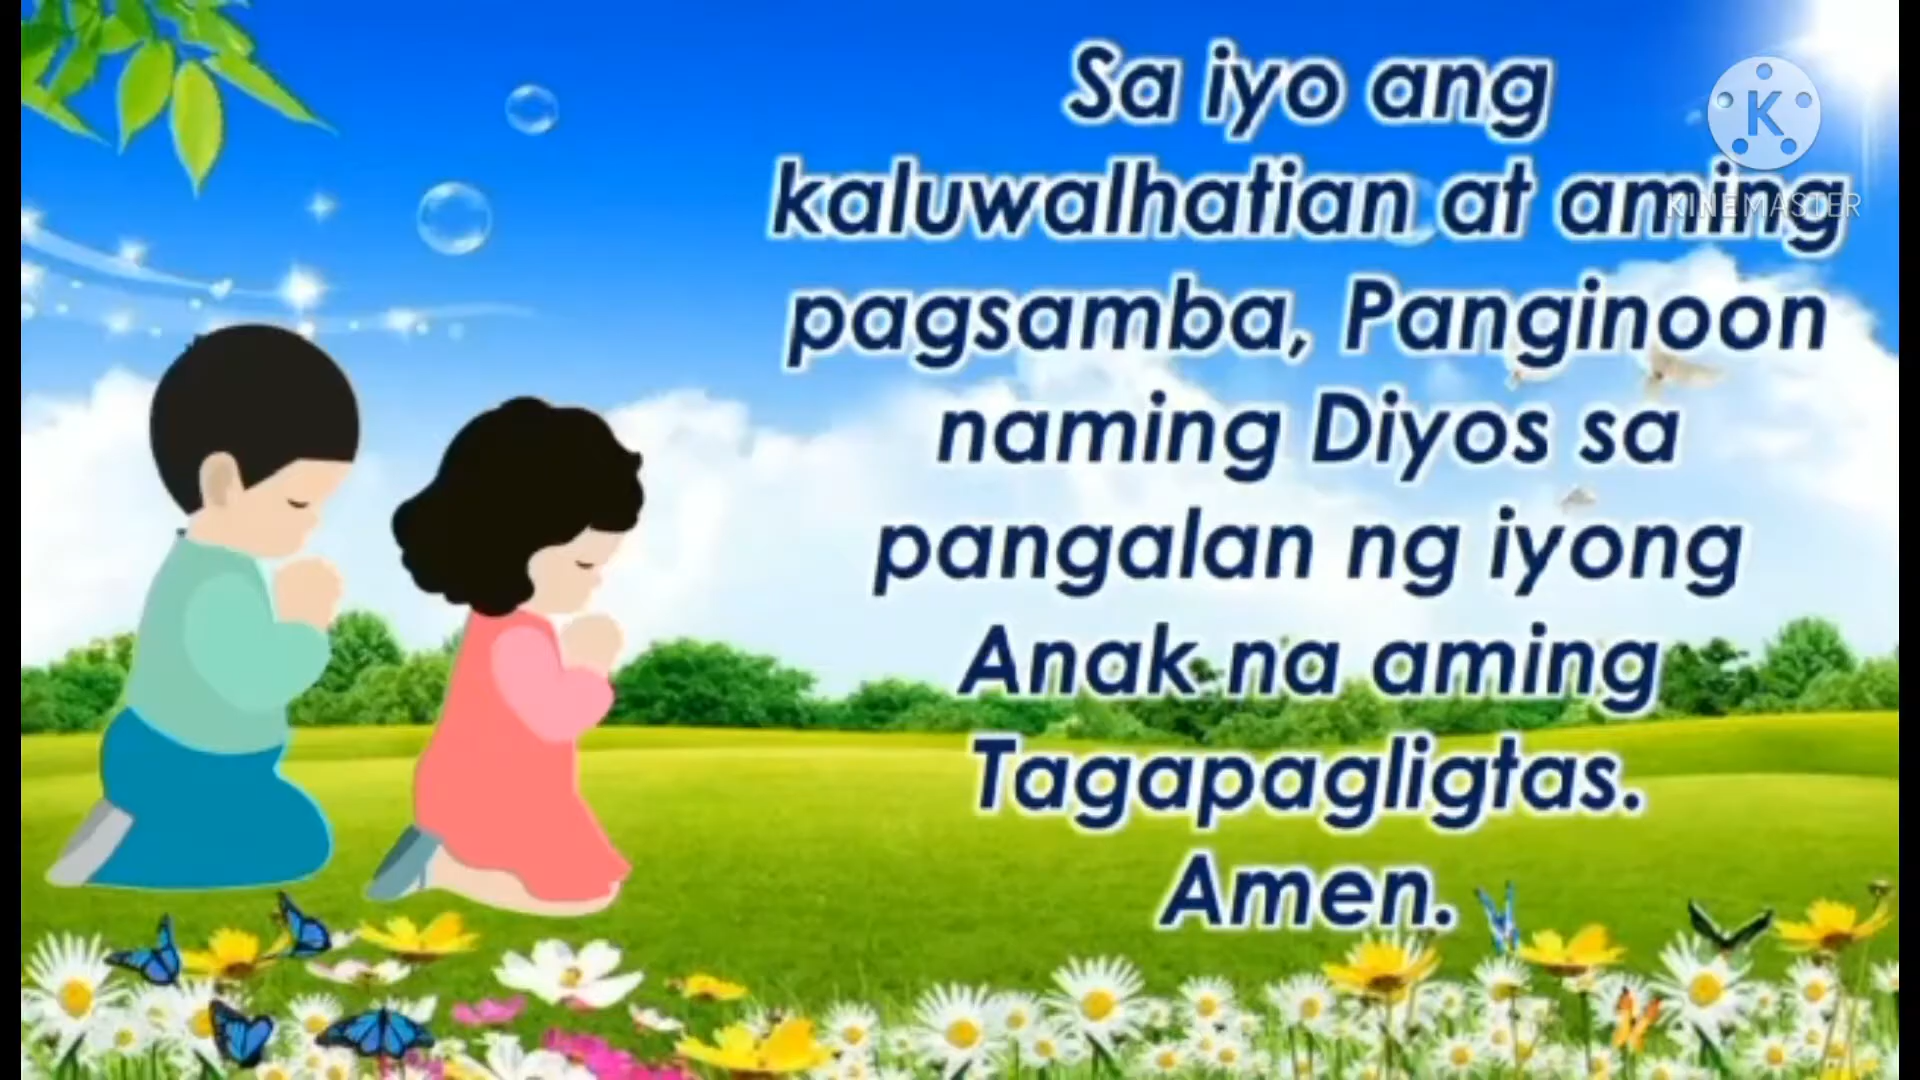 Sa iyo ang
kaluwalhatian at aming
pagsamba, Panginoon
naming Diyos sa
pangalan ng iyong
Anak na aming
Tagapagligtas.
Amen.
K
KINEMASTER